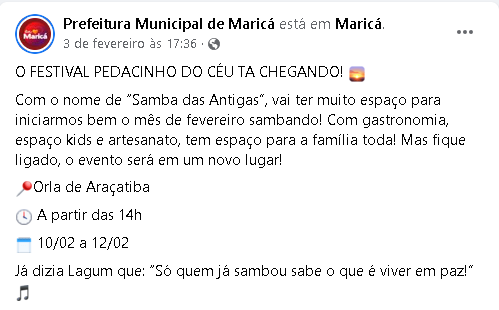 Maricá
Prefeitura Municipal de Maricá está em Maricá.
3 de fevereiro às 17:36 ·
O FESTIVAL PEDACINHO DO CÉU TA CHEGANDO! 🌅
Com o nome de “Samba das Antigas”, vai ter muito espaço para
iniciarmos bem o mês de fevereiro sambando! Com gastronomia,
espaço kids e artesanato, tem espaço para a família toda! Mas fique
ligado, o evento será em um novo lugar!
📍Orla de Araçatiba
🕓 A partir das 14h
🗓️ 10/02 a 12/02
Já dizia Lagum que: “Só quem já sambou sabe o que é viver em paz!”
🎵